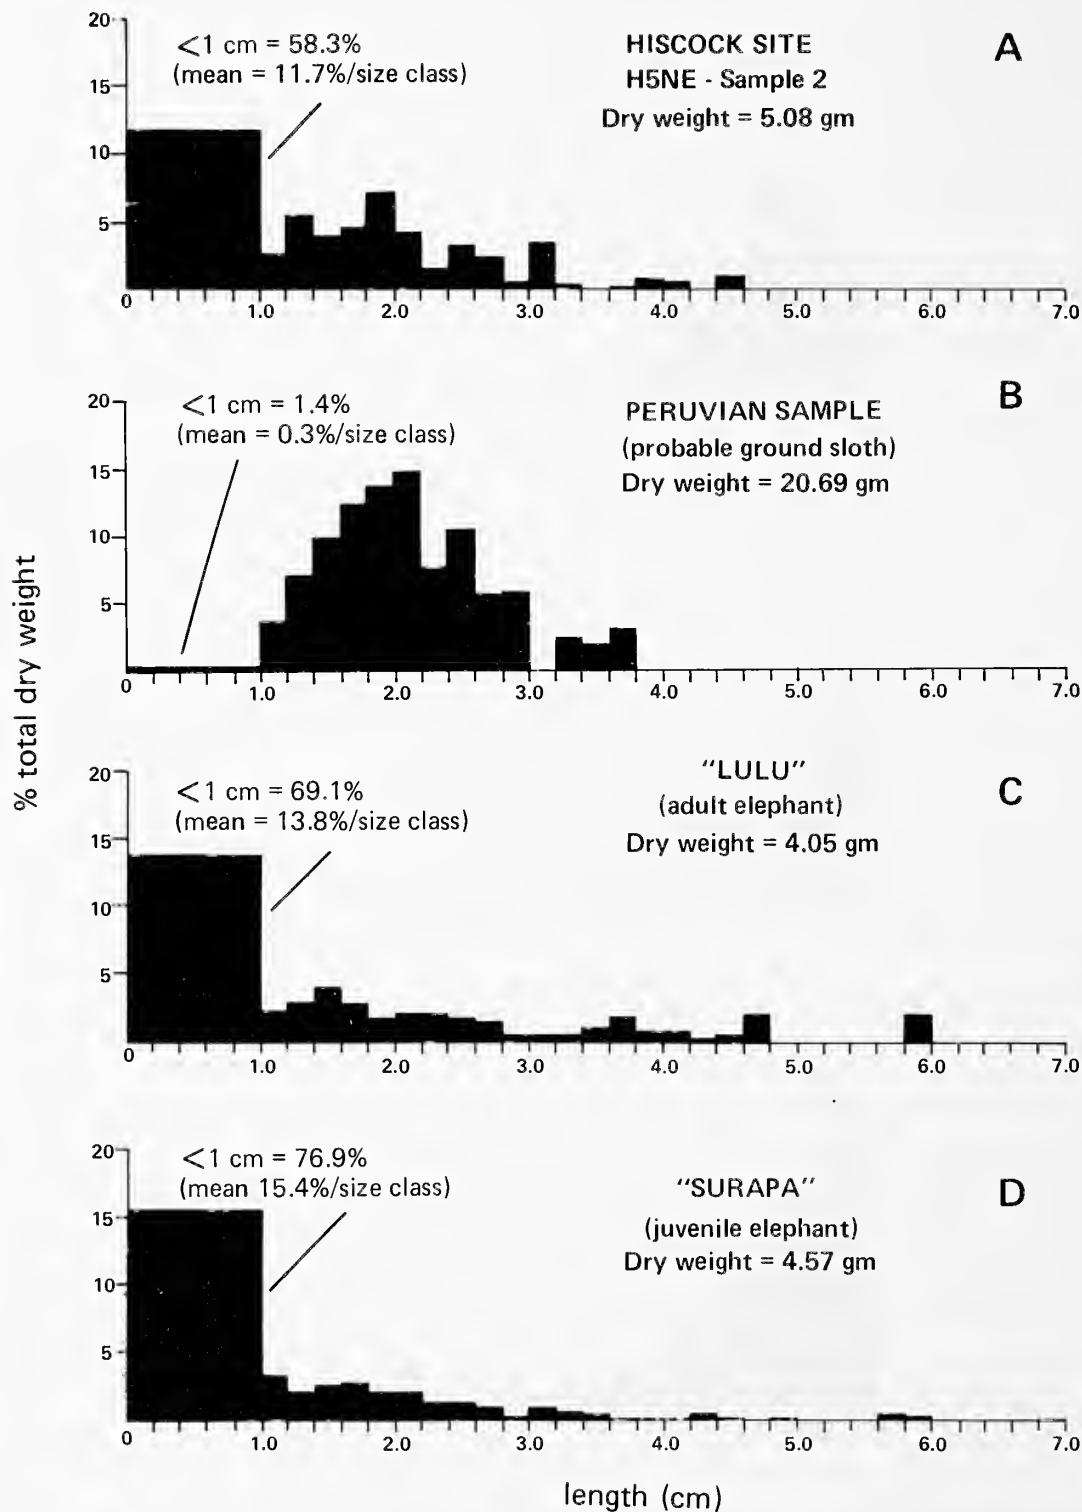 % total dry weight
<1 cm = 58.3%
(mean = 11.7%/size class)
HISCOCK SITE
H5NE - Sample 2
Dry weight = 5.08 gm
A
20
15
10
5
0 1.0 2.0 3.0 4.0 5.0 6.0 7.0
<1 cm = 1.4%
(mean = 0.3%/size class)
PERUVIAN SAMPLE
(probable ground sloth)
Dry weight = 20.69 gm
B
20
15
10
5
0 1.0 2.0 3.0 4.0 5.0 6.0 7.0
<1 cm = 69.1%
(mean = 13.8%/size class)
"LULU"
(adult elephant)
Dry weight = 4.05 gm
C
20
15
10
5
0 1.0 2.0 3.0 4.0 5.0 6.0 7.0
<1 cm = 76.9%
(mean 15.4%/size class)
"SURAPA"
(juvenile elephant)
Dry weight = 4.57 gm
D
20
15
10
5
0 1.0 2.0 3.0 4.0 5.0 6.0 7.0
length (cm)